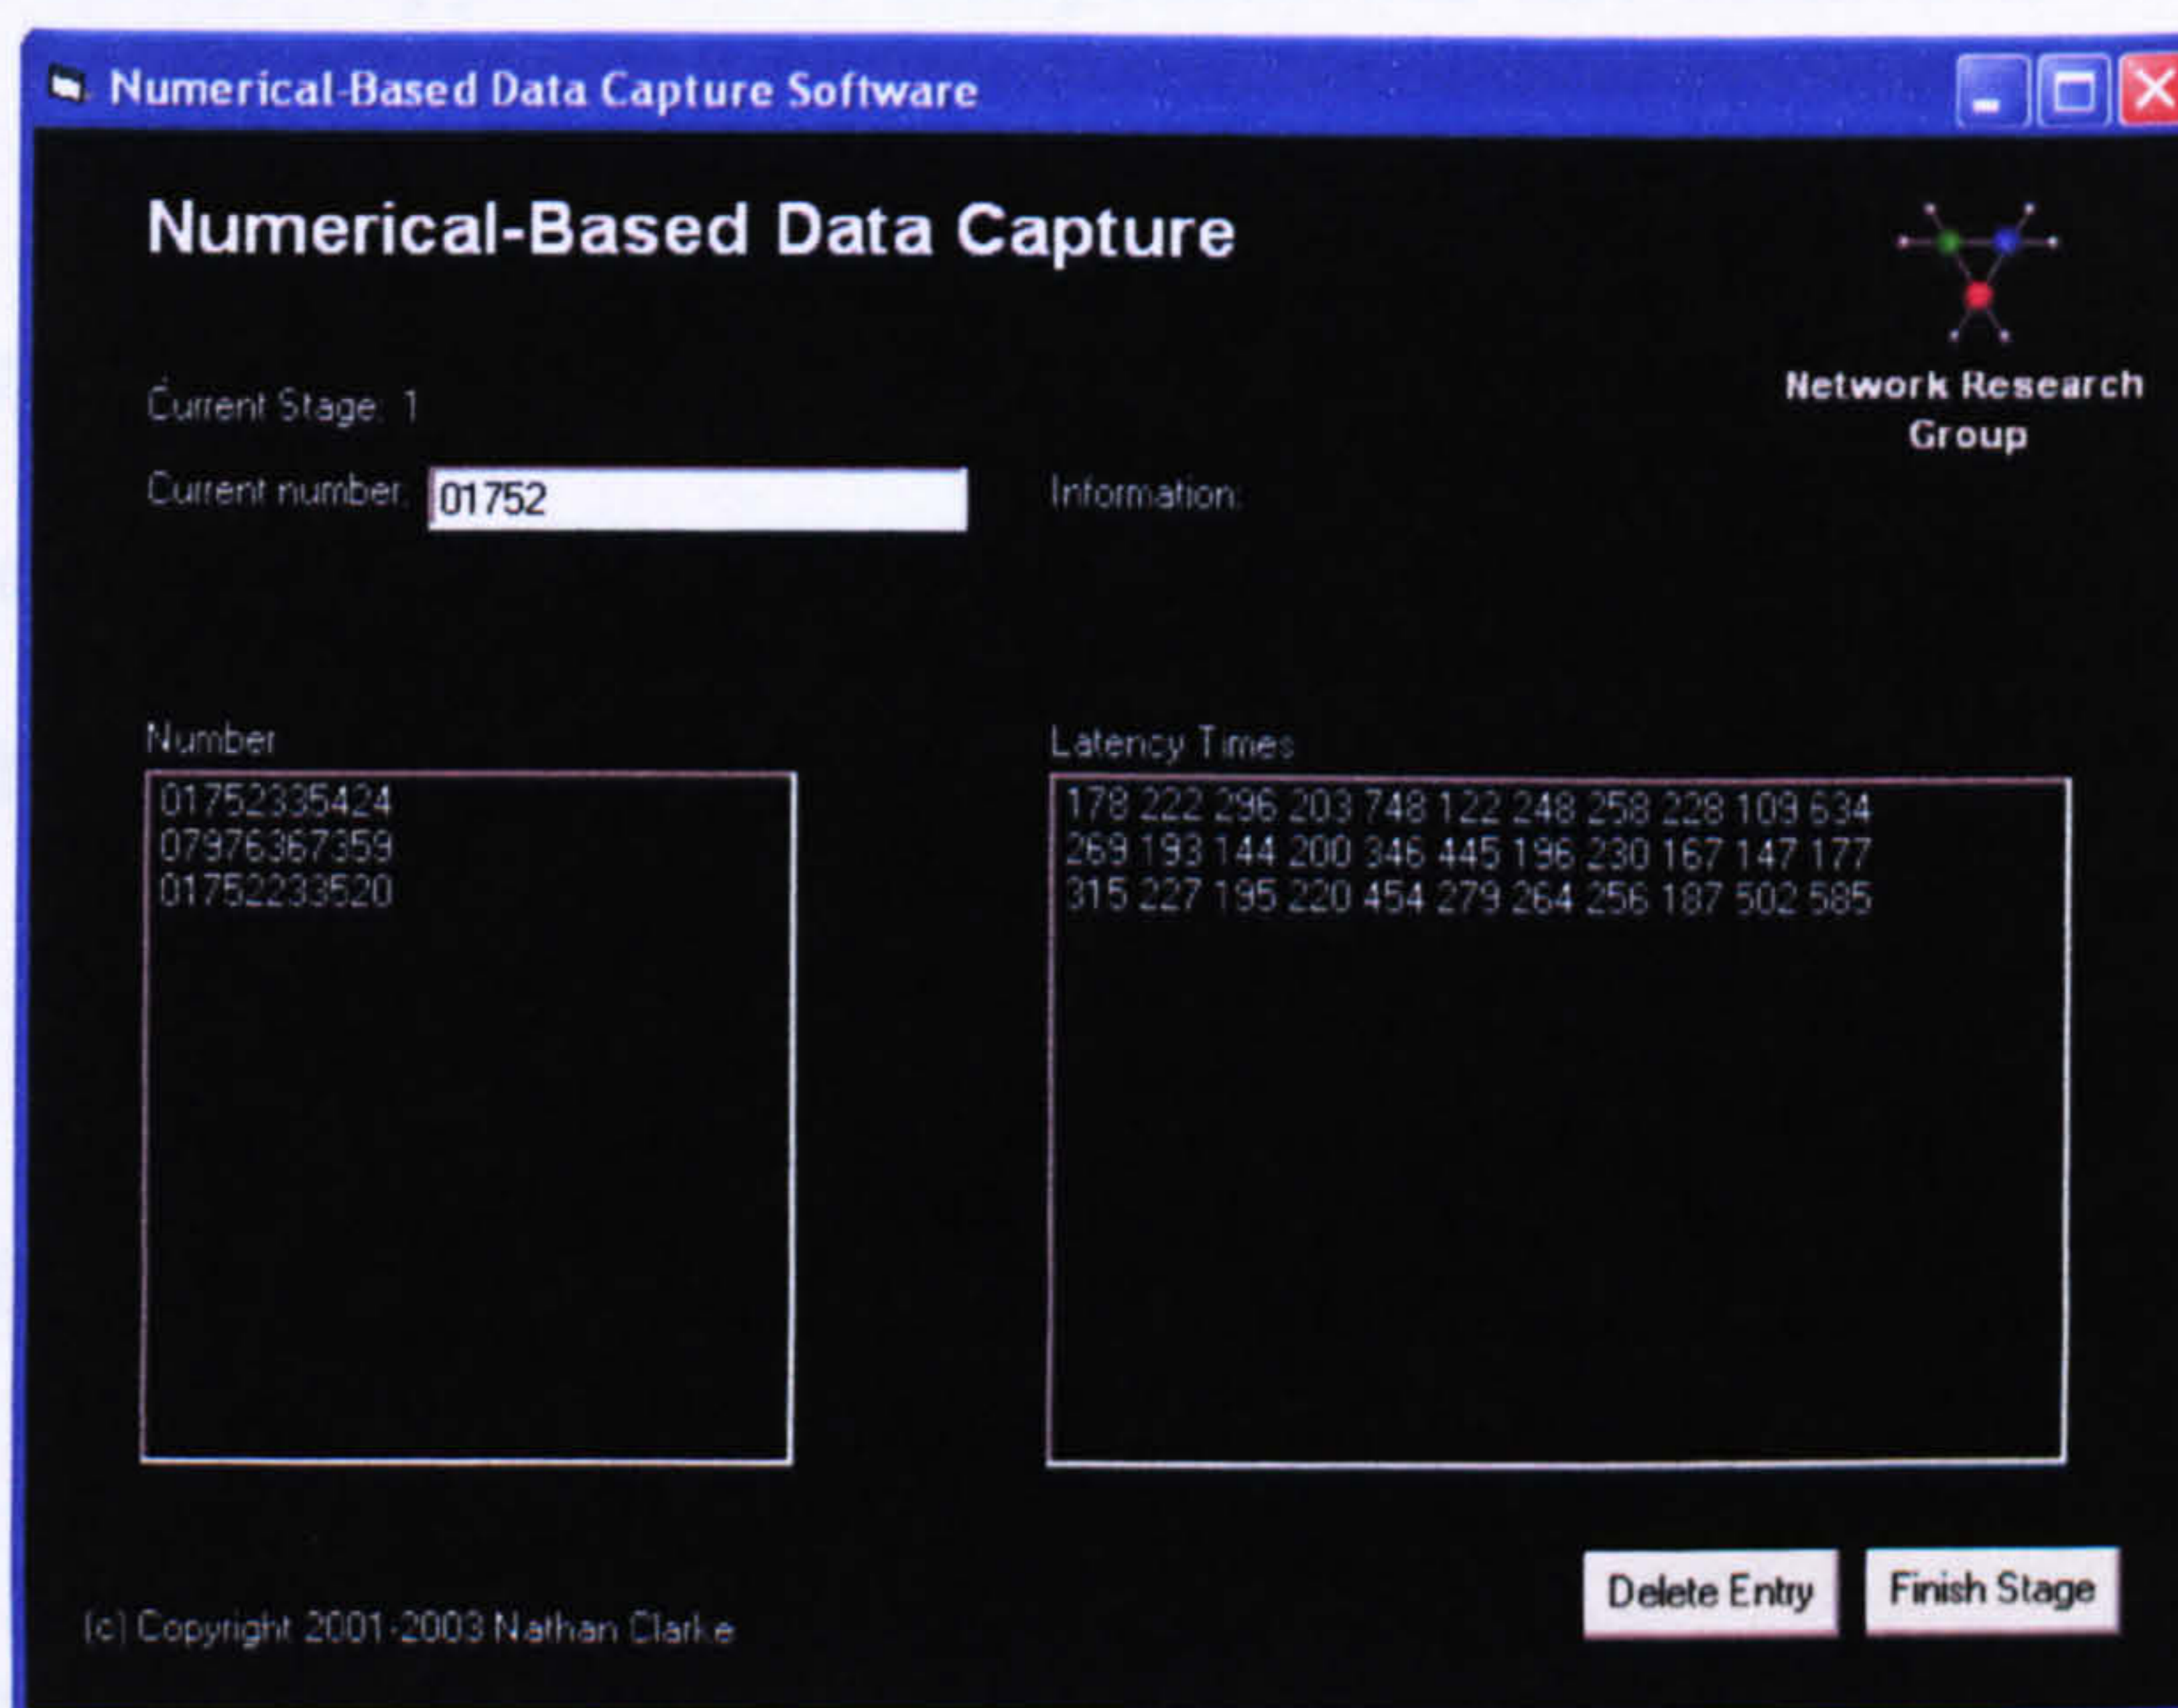 Numerical-Based Data Capture Software
Numerical-Based Data Capture
Network Research
Group
Current Stage: 1
Current number: 01752
Information:
Number
01752335424
07976367359
01752233520
Latency Times
178 222 296 203 748 122 248 258 228 109 634
269 193 144 200 346 445 196 230 167 147 177
315 227 195 220 454 279 264 256 187 502 585
Delete Entry
Finish Stage
(c) Copyright 2001-2003 Nathan Clarke